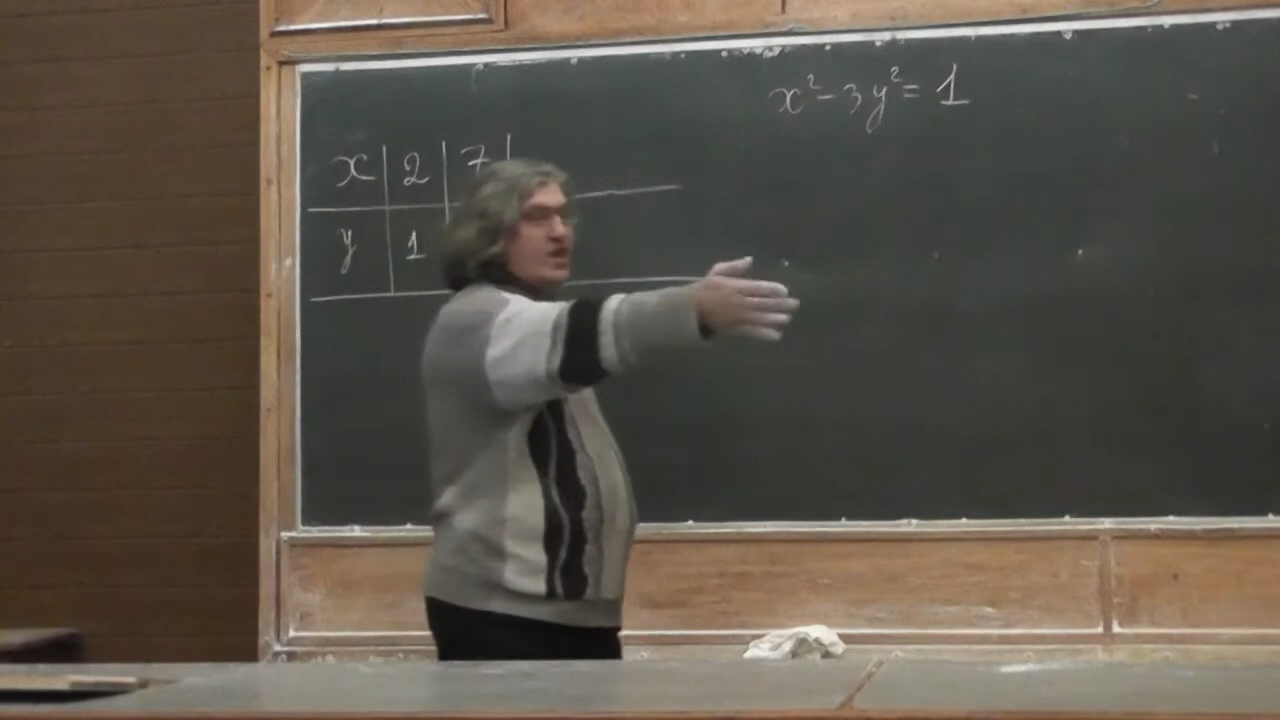 x² - 3y² = 1
x 2 7
y 1